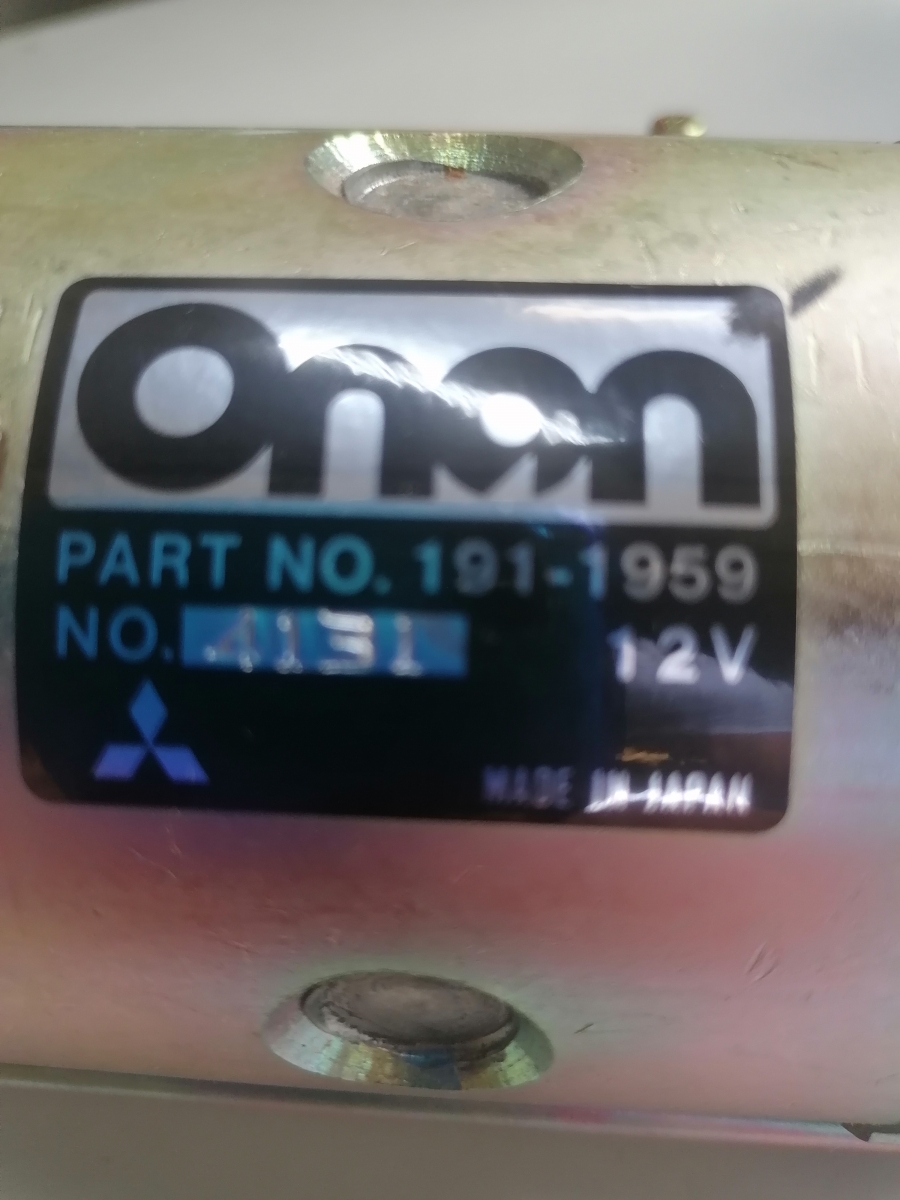 Onan
PART NO. 191-1959
NO. 4131 12V
MADE IN JAPAN